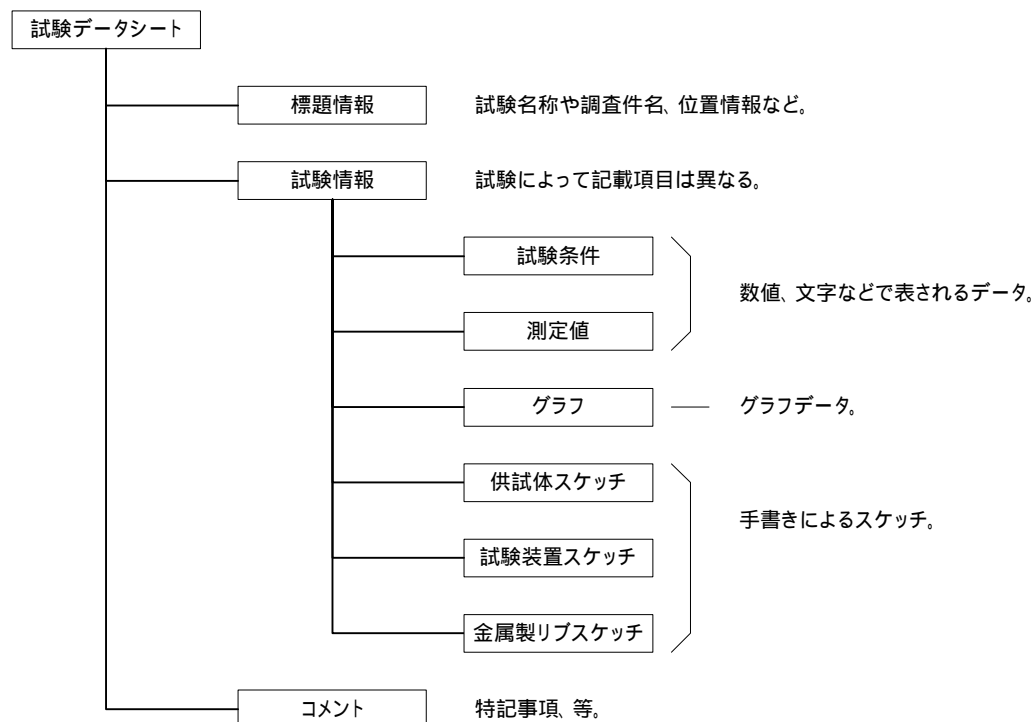 試験データシート
標題情報
試験名称や調査件名、位置情報など。
試験情報
試験によって記載項目は異なる。
試験条件
数値、文字などで表されるデータ。
測定値
グラフ
グラフデータ。
供試体スケッチ
手書きによるスケッチ。
試験装置スケッチ
金属製リブスケッチ
コメント
特記事項、等。